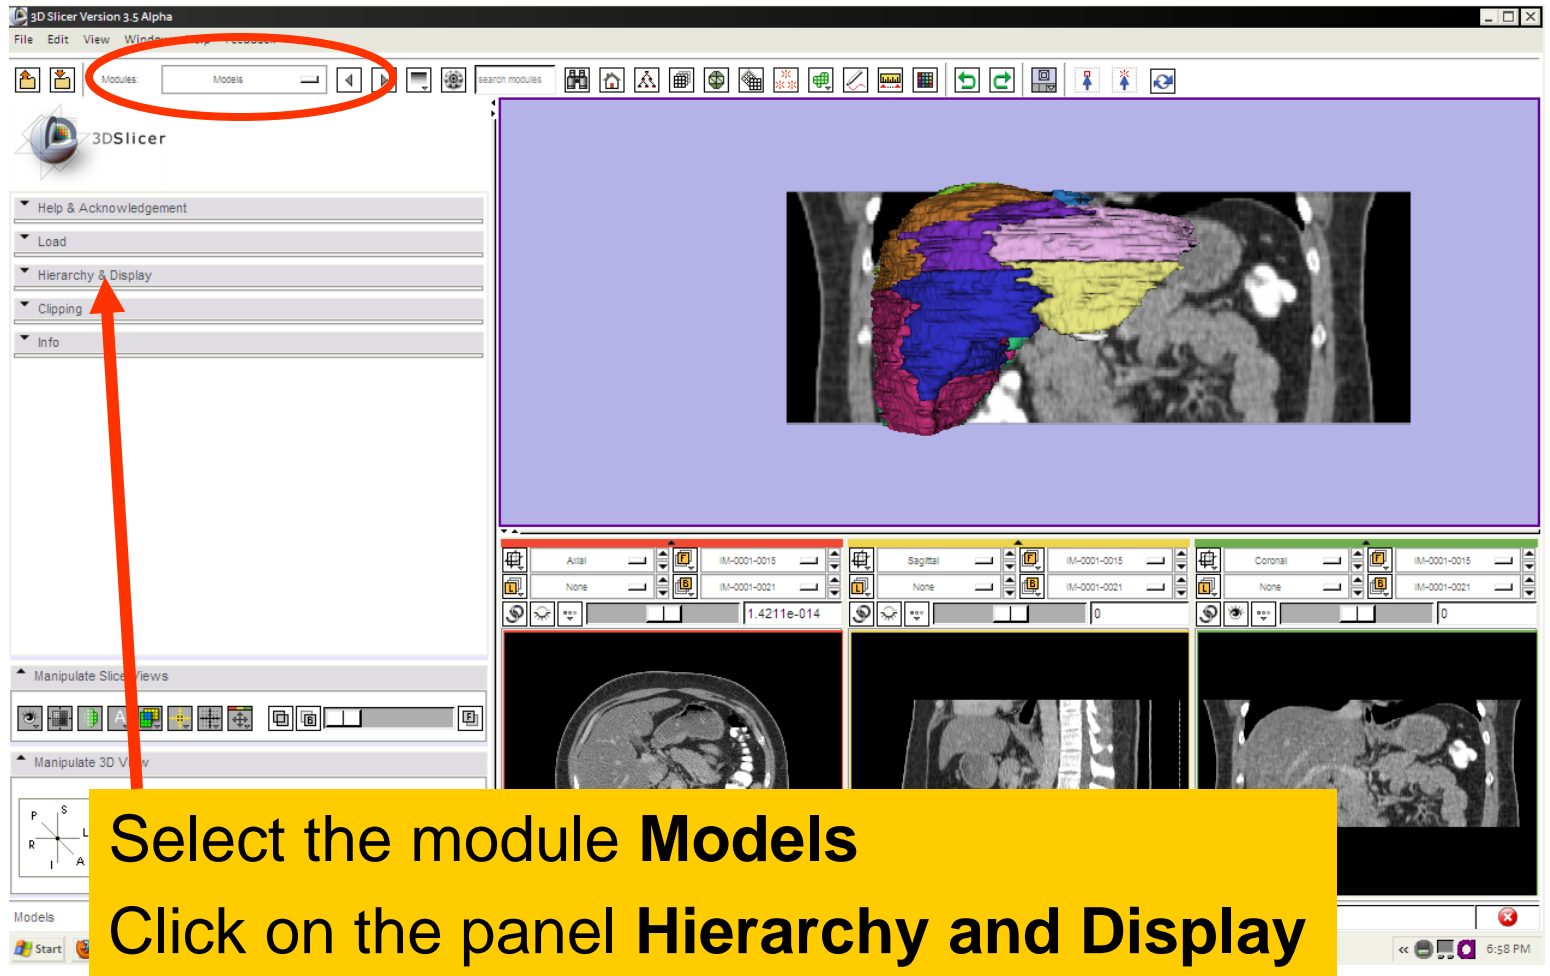 3D Slicer Version 3.5 Alpha
File Edit View
Modules: Models
search modules
3DSlicer
Help & Acknowledgement
Load
Hierarchy & Display
Clipping
Info
Axial IM-0001-0015
None IM-0001-0021
1.4211e-014
Sagittal IM-0001-0015
None IM-0001-0021
0
Coronal IM-0001-0015
None IM-0001-0021
0
Manipulate Slice Views
Manipulate 3D View
P S
R L
I A
Select the module Models
Click on the panel Hierarchy and Display
Models
Start
6:58 PM